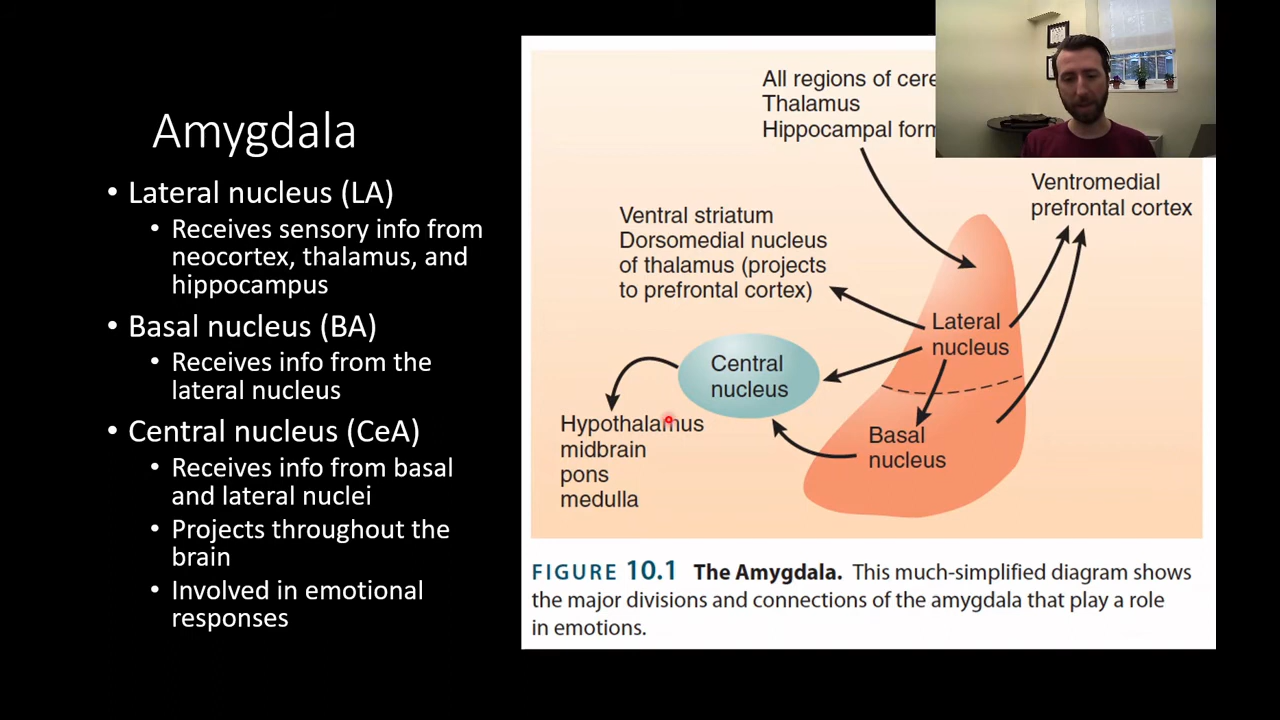 Amygdala
• Lateral nucleus (LA)
• Receives sensory info from
neocortex, thalamus, and
hippocampus
• Basal nucleus (BA)
• Receives info from the
lateral nucleus
• Central nucleus (CeA)
• Receives info from basal
and lateral nuclei
• Projects throughout the
brain
• Involved in emotional
responses
All regions of
Thalamus
Hippocampal
Ventromedial
prefrontal cortex
Ventral striatum
Dorsomedial nucleus
of thalamus (projects
to prefrontal cortex)
Lateral
nucleus
Central
nucleus
Hypothalamus
midbrain
pons
medulla
Basal
nucleus
FIGURE 10.1 The Amygdala. This much-simplified diagram shows
the major divisions and connections of the amygdala that play a role
in emotions.